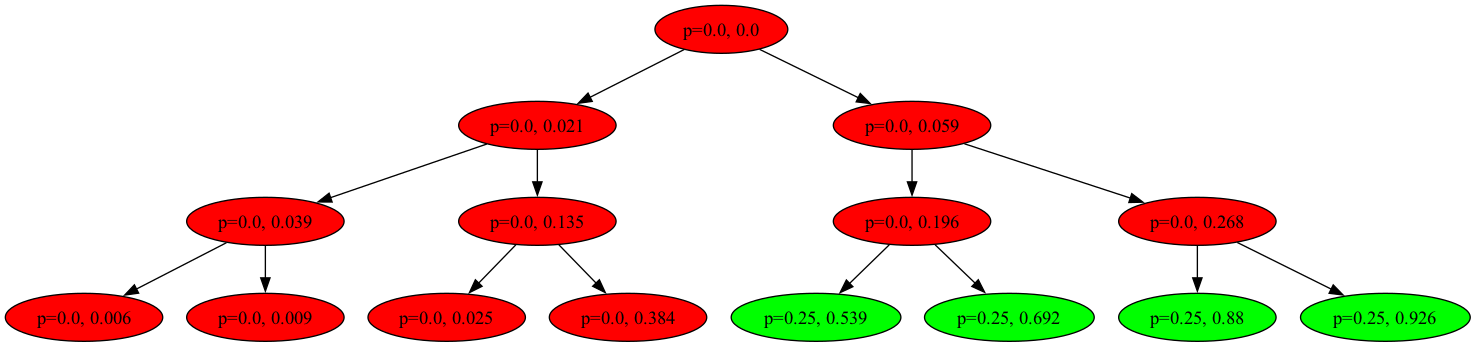 p=0.0, 0.0
p=0.0, 0.021
p=0.0, 0.059
p=0.0, 0.039
p=0.0, 0.135
p=0.0, 0.196
p=0.0, 0.268
p=0.0, 0.006
p=0.0, 0.009
p=0.0, 0.025
p=0.0, 0.384
p=0.25, 0.539
p=0.25, 0.692
p=0.25, 0.88
p=0.25, 0.926